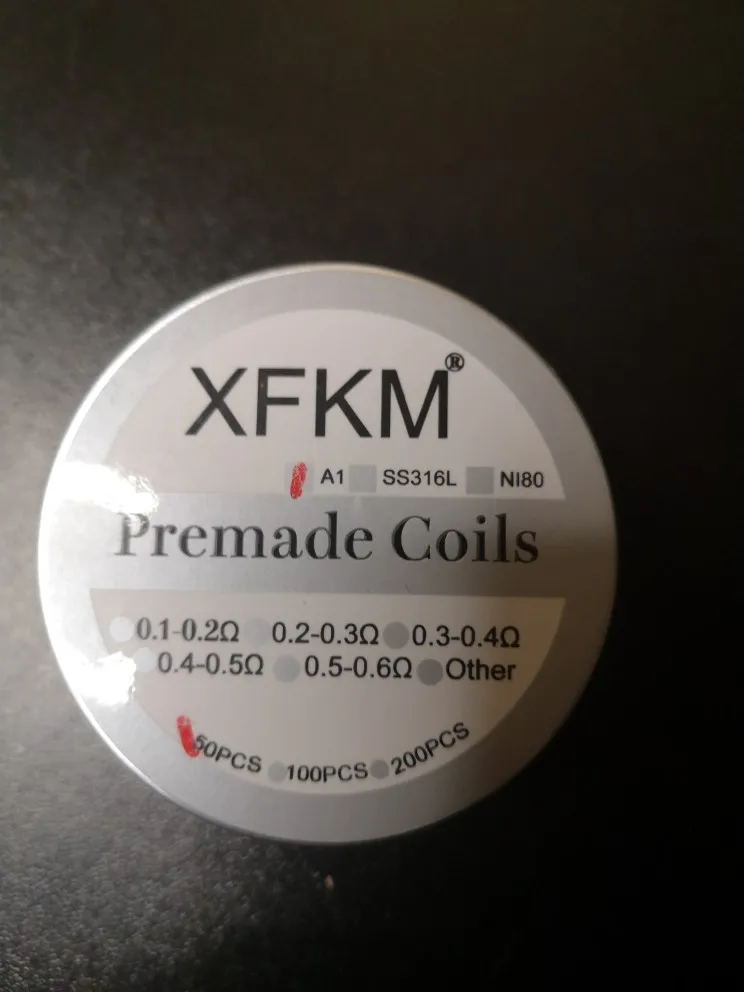 XFKM®
A1 SS316L NI80
Premade Coils
0.1-0.2Ω 0.2-0.3Ω 0.3-0.4Ω
0.4-0.5Ω 0.5-0.6Ω Other
50PCS 100PCS 200PCS